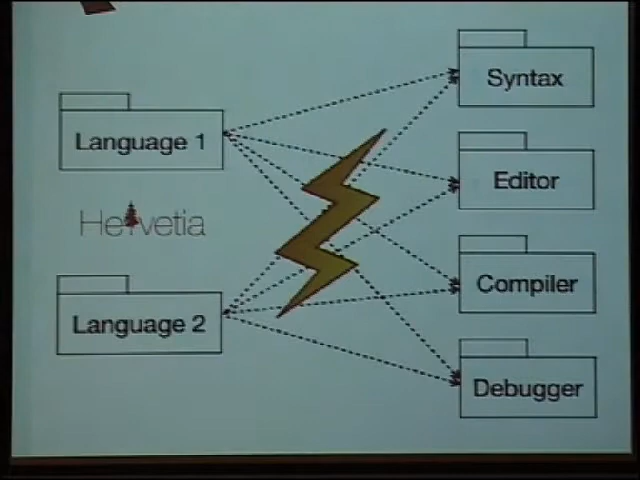 Syntax
Language 1
Editor
Helvetia
Compiler
Language 2
Debugger